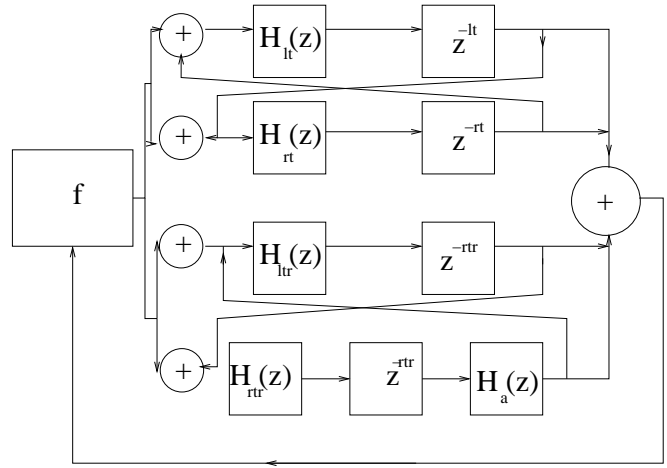 + H_lt(z) z^-lt
+ H_rt(z) z^-rt
f +
+ H_ltr(z) z^-rtr
+ H_rtr(z) z^-rtr H_a(z)